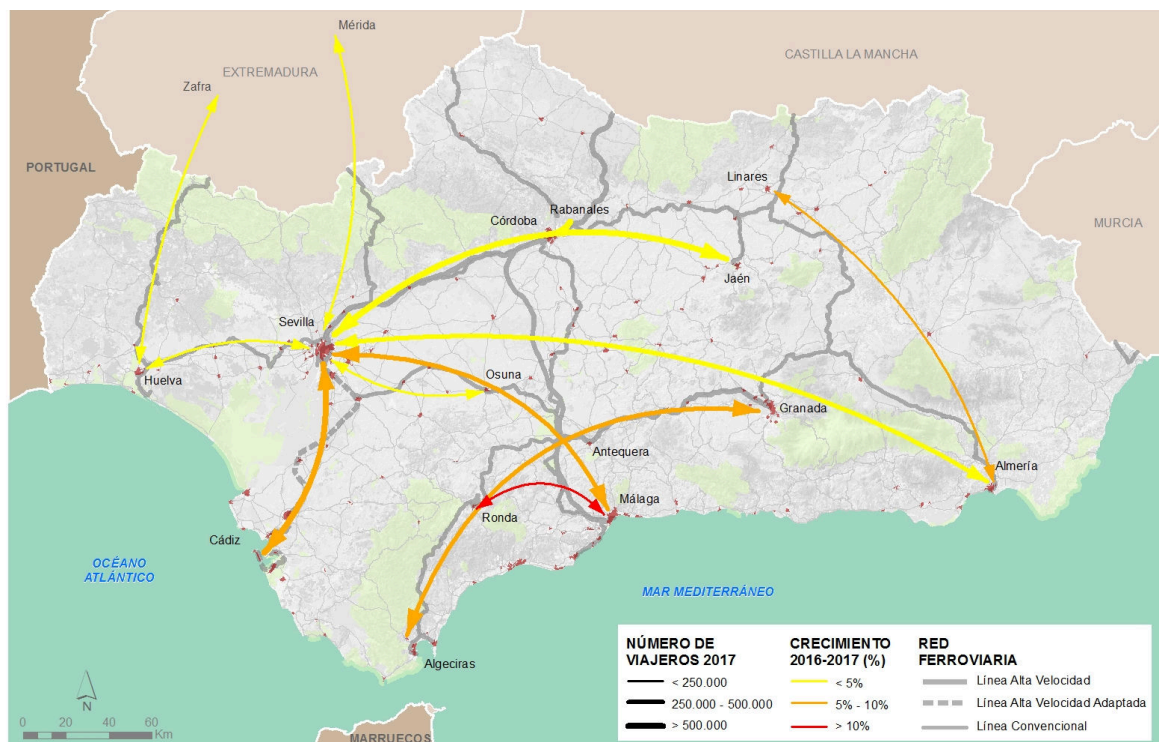 Mérida
CASTILLA LA MANCHA
EXTREMADURA
Zafra
PORTUGAL
Linares
Rabanales
Córdoba
MURCIA
Jaén
Sevilla
Huelva
Osuna
Granada
Antequera
Almería
Málaga
Ronda
Cádiz
OCÉANO
ATLÁNTICO
MAR MEDITERRÁNEO
Algeciras
MARRUECOS
N
0 20 40 60
Km
NÚMERO DE
VIAJEROS 2017
< 250.000
250.000 - 500.000
> 500.000
CRECIMIENTO
2016-2017 (%)
< 5%
5% - 10%
> 10%
RED
FERROVIARIA
Línea Alta Velocidad
Línea Alta Velocidad Adaptada
Línea Convencional